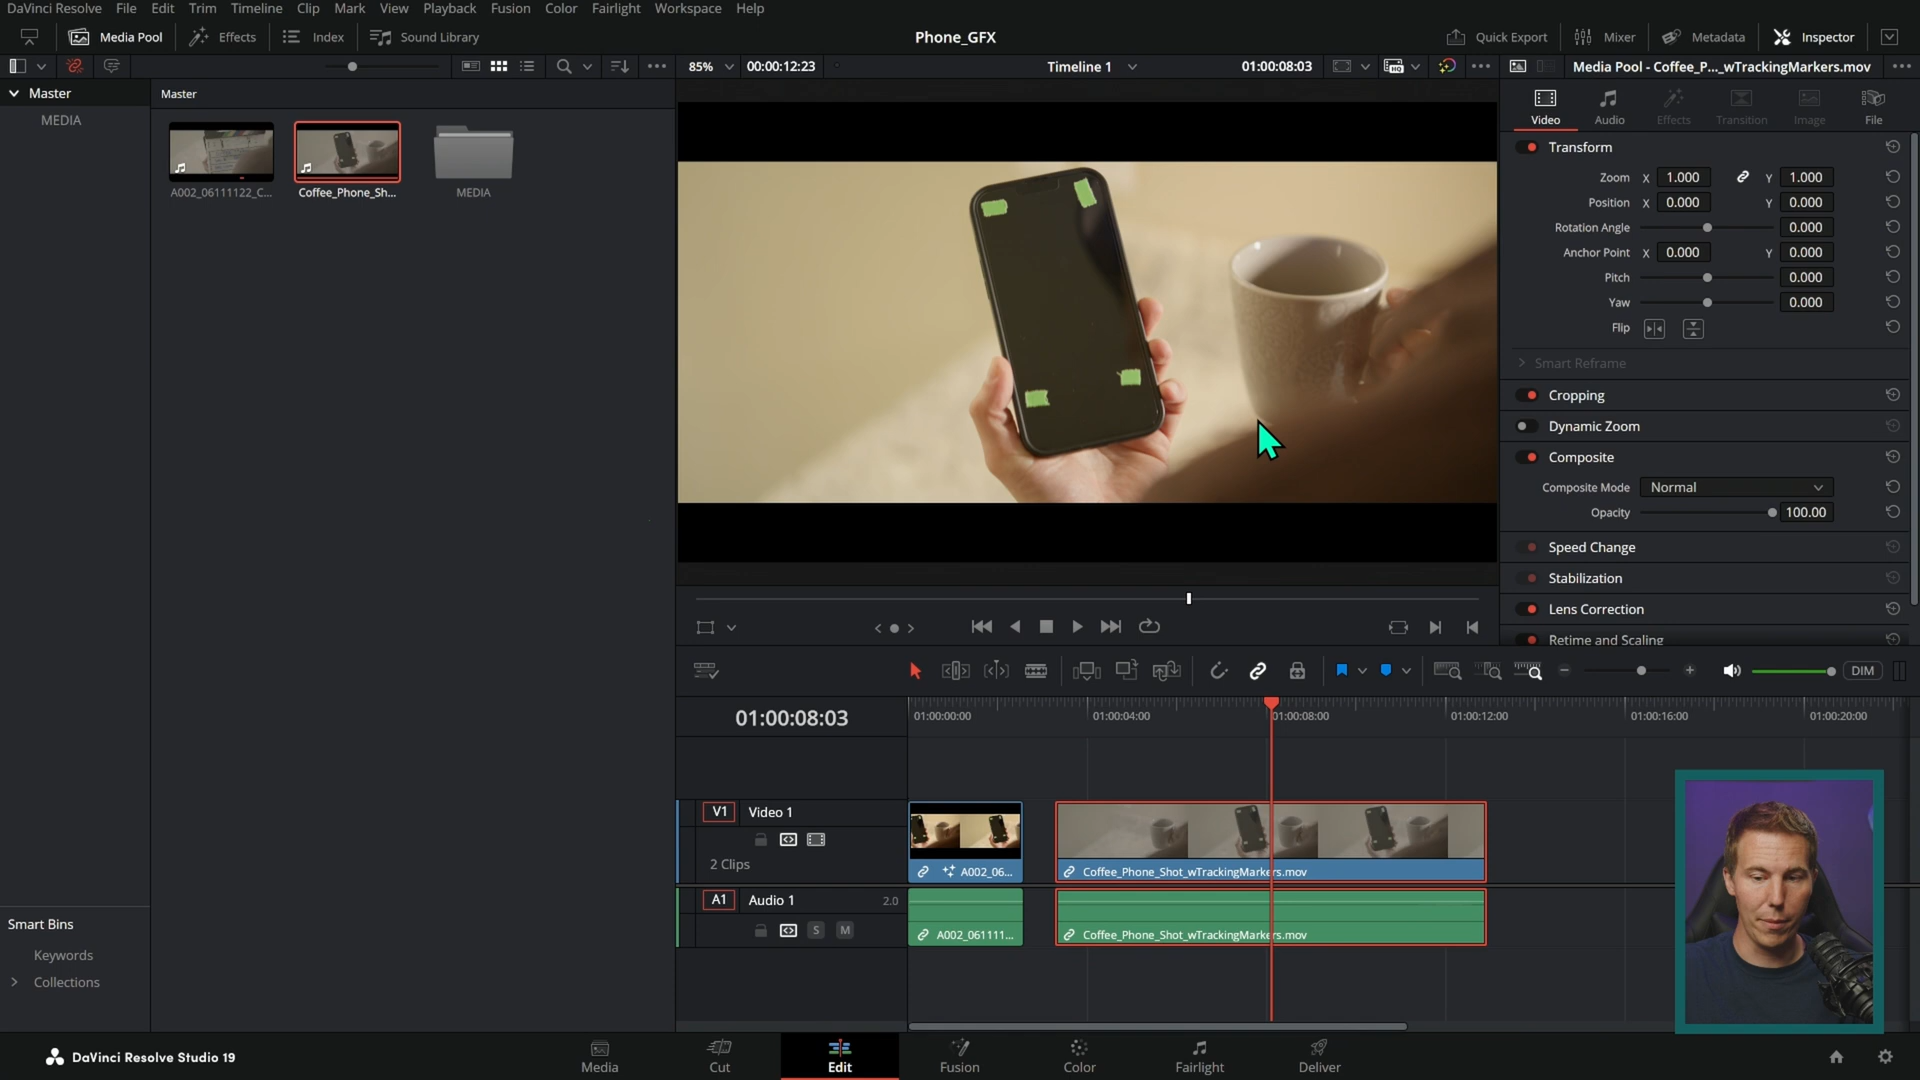 DaVinci Resolve File Edit Trim Timeline Clip Mark View Playback Fusion Color Fairlight Workspace Help
Media Pool Effects Index Sound Library Phone_GFX Quick Export Mixer Metadata Inspector
85% 00:00:12:23 Timeline 1 01:00:08:03 Media Pool - Coffee_P..._wTrackingMarkers.mov
Master Master
MEDIA
Video Audio Effects Transition Image File
A002_06111122_C... Coffee_Phone_Sh... MEDIA
Transform
Zoom X 1.000 Y 1.000
Position X 0.000 Y 0.000
Rotation Angle 0.000
Anchor Point X 0.000 Y 0.000
Pitch 0.000
Yaw 0.000
Flip
Smart Reframe
Cropping
Dynamic Zoom
Composite
Composite Mode Normal
Opacity 100.00
Speed Change
Stabilization
Lens Correction
Retime and Scaling
DIM
01:00:08:03 01:00:00:00 01:00:04:00 01:00:08:00 01:00:12:00 01:00:16:00 01:00:20:00
V1 Video 1
2 Clips
A002_06... Coffee_Phone_Shot_wTrackingMarkers.mov
A1 Audio 1 2.0
S M
A002_061111... Coffee_Phone_Shot_wTrackingMarkers.mov
Smart Bins
Keywords
Collections
DaVinci Resolve Studio 19
Media Cut Edit Fusion Color Fairlight Deliver